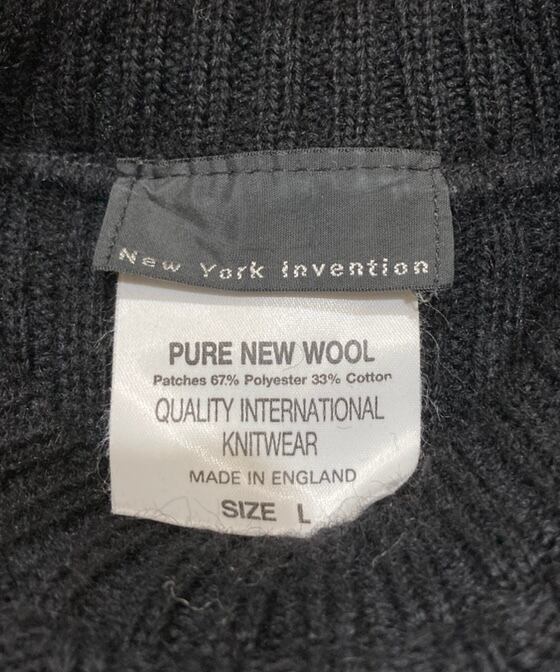 New York Invention
PURE NEW WOOL
Patches 67% Polyester 33% Cotton
QUALITY INTERNATIONAL
KNITWEAR
MADE IN ENGLAND
SIZE L